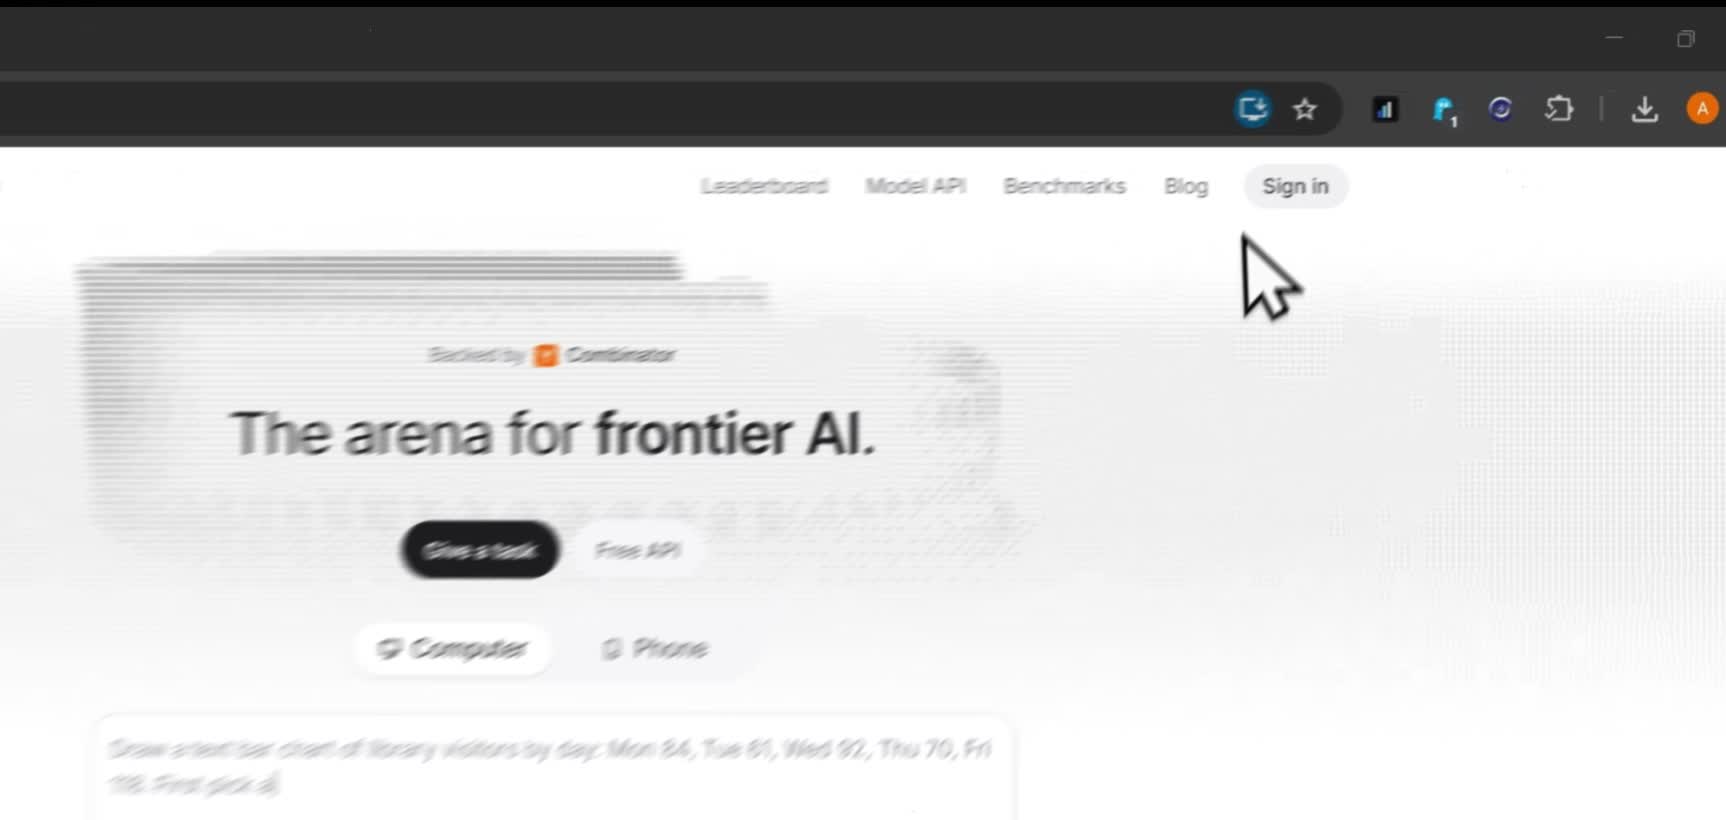 1
A
Leaderboard Model API Benchmarks Blog Sign in
Backed by Combinator
The arena for frontier AI.
Give a task Free API
Computer Phone
Draw a text bar chart of library visitors by day: Mon 84, Tue 61, Wed 92, Thu 70, Fri
118. First pick a